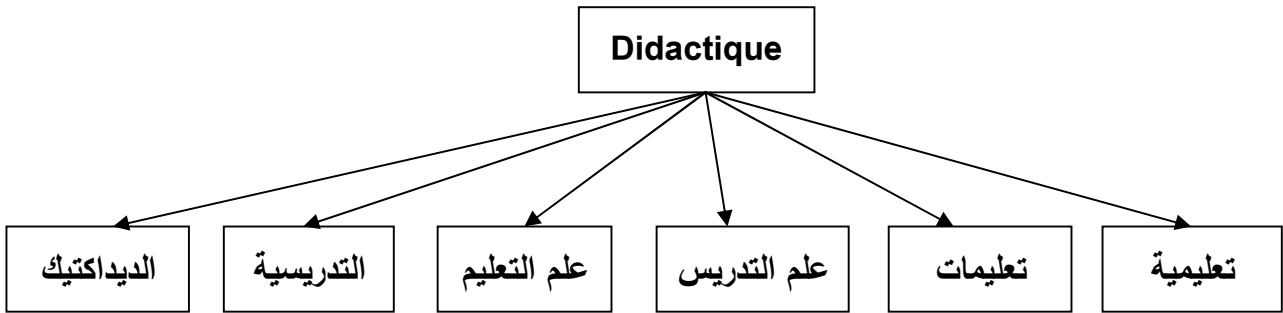 Didactique
تعليمية
تعليمات
علم التدريس
علم التعليم
التدريسية
الديداكتيك